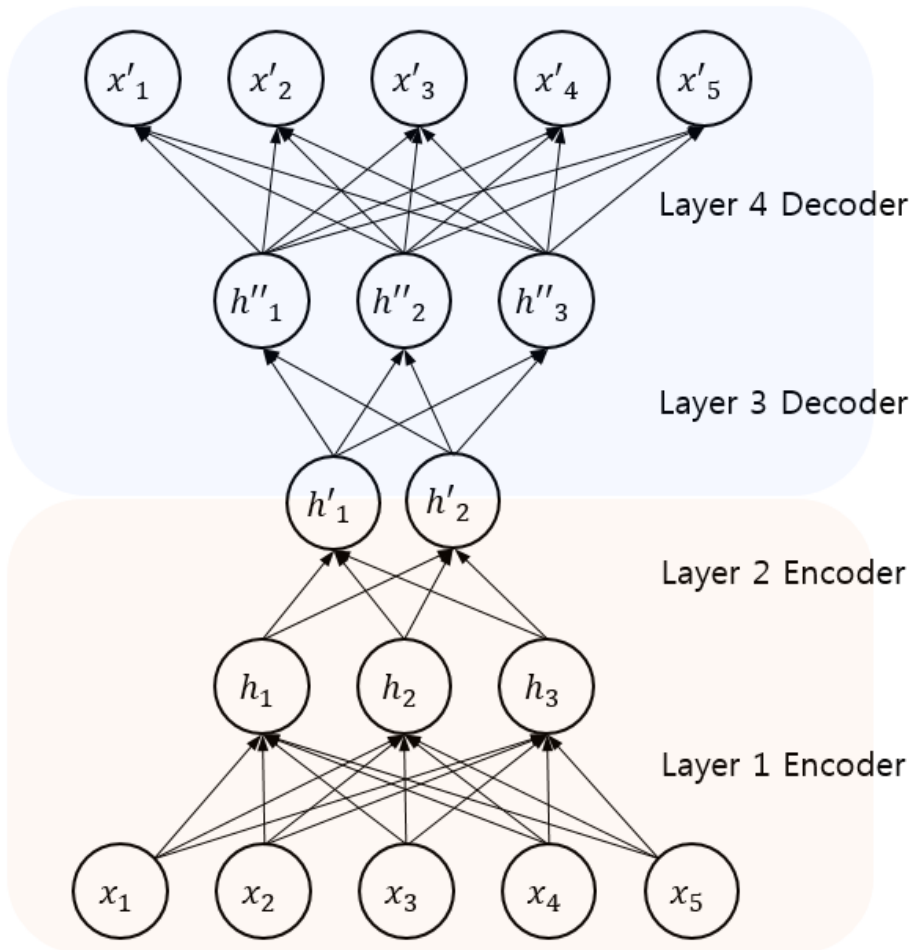 x′₁ x′₂ x′₃ x′₄ x′₅
Layer 4 Decoder
h″₁ h″₂ h″₃
Layer 3 Decoder
h′₁ h′₂
Layer 2 Encoder
h₁ h₂ h₃
Layer 1 Encoder
x₁ x₂ x₃ x₄ x₅